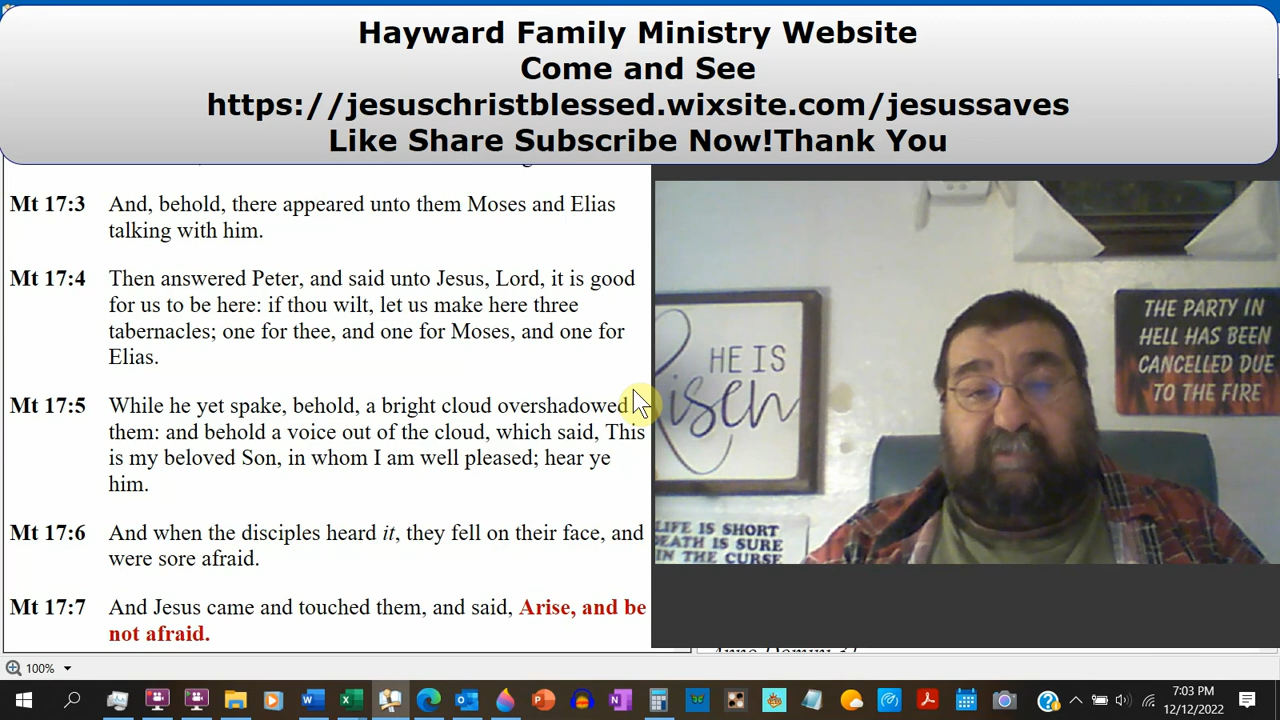 Hayward Family Ministry Website
Come and See
https://jesuschristblessed.wixsite.com/jesussaves
Like Share Subscribe Now!Thank You
Mt 17:3 And, behold, there appeared unto them Moses and Elias
talking with him.
Mt 17:4 Then answered Peter, and said unto Jesus, Lord, it is good
for us to be here: if thou wilt, let us make here three
tabernacles; one for thee, and one for Moses, and one for
Elias.
Mt 17:5 While he yet spake, behold, a bright cloud overshadowed
them: and behold a voice out of the cloud, which said, This
is my beloved Son, in whom I am well pleased; hear ye
him.
Mt 17:6 And when the disciples heard it, they fell on their face, and
were sore afraid.
Mt 17:7 And Jesus came and touched them, and said, Arise, and be
not afraid.
HE IS
Risen
THE PARTY IN
HELL HAS BEEN
CANCELLED DUE
TO THE FIRE
LIFE IS SHORT
DEATH IS SURE
IN THE CURSE
100%
7:03 PM
12/12/2022